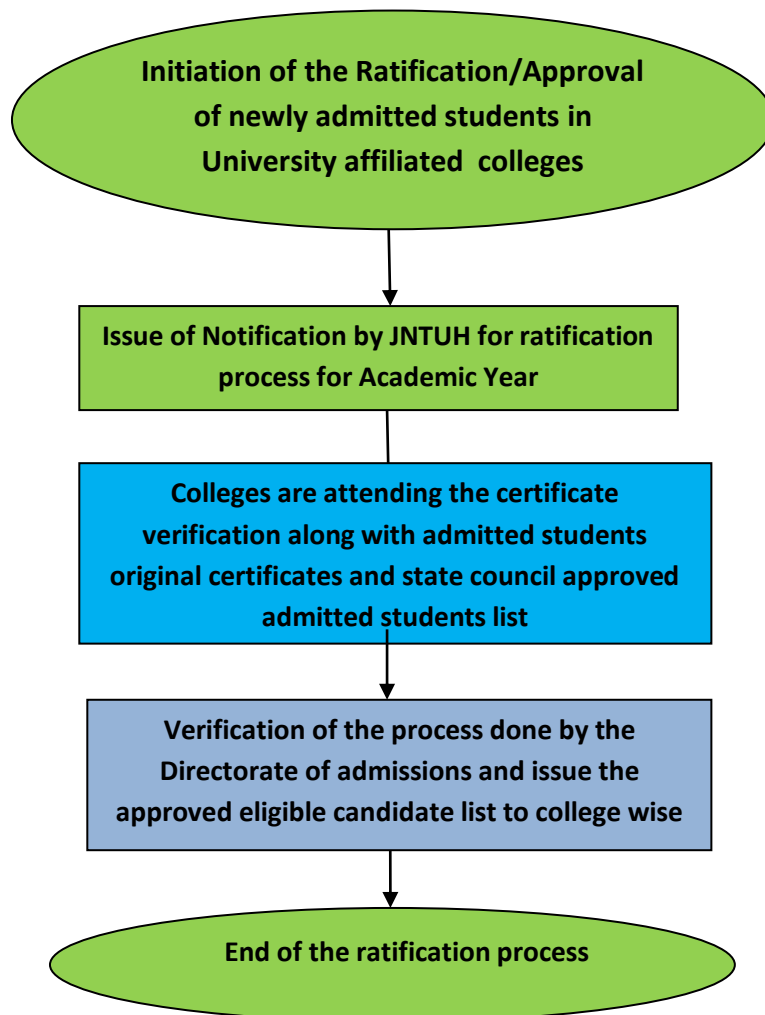 Initiation of the Ratification/Approval
of newly admitted students in
University affiliated colleges
Issue of Notification by JNTUH for ratification
process for Academic Year
Colleges are attending the certificate
verification along with admitted students
original certificates and state council approved
admitted students list
Verification of the process done by the
Directorate of admissions and issue the
approved eligible candidate list to college wise
End of the ratification process